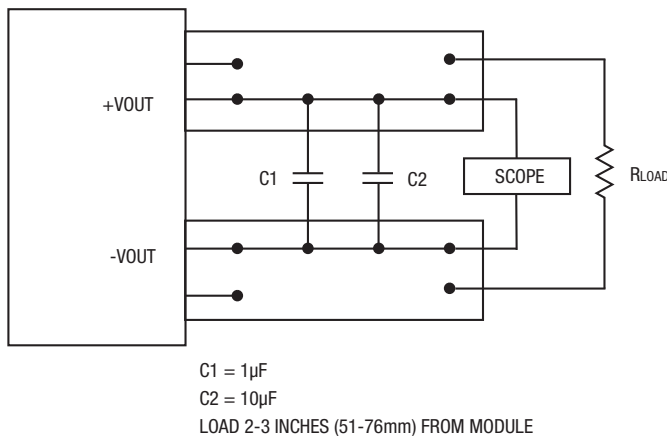 +VOUT
C1
C2
SCOPE
RLOAD
-VOUT
C1 = 1µF
C2 = 10µF
LOAD 2-3 INCHES (51-76mm) FROM MODULE